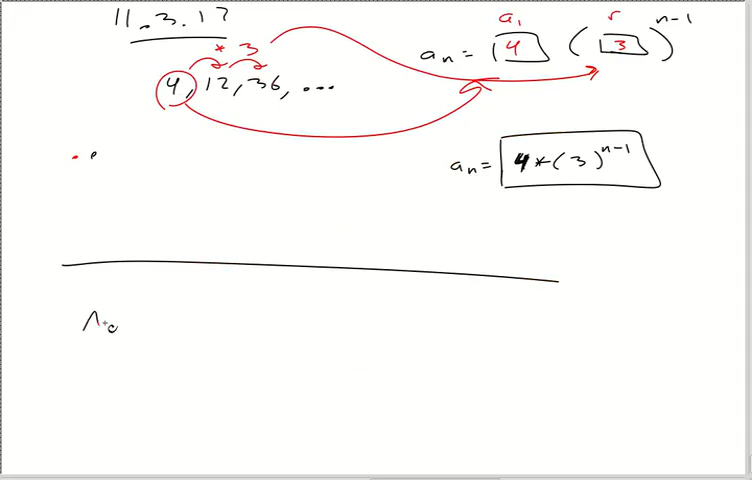 11.3.17
* 3
4, 12, 36, ...
a₁ r
aₙ = 4 ( 3 )ⁿ⁻¹
aₙ = 4*(3)ⁿ⁻¹